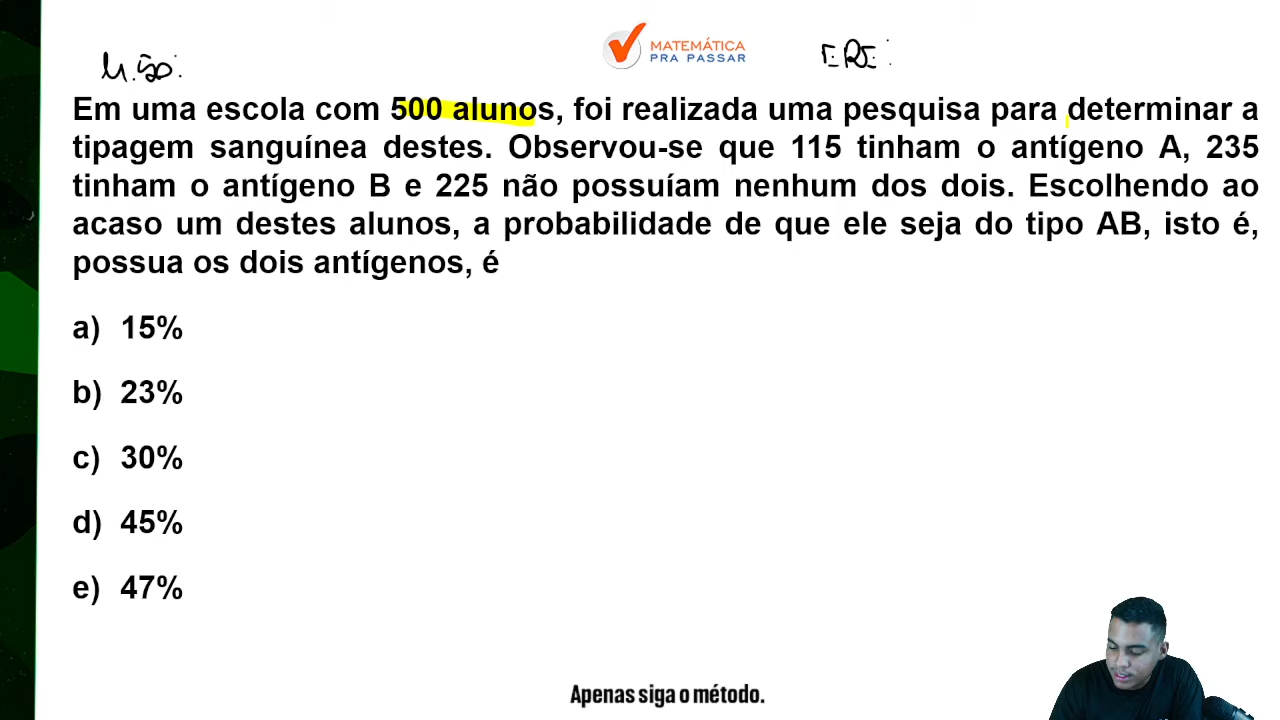 MATEMÁTICA
PRA PASSAR
Em uma escola com 500 alunos, foi realizada uma pesquisa para determinar a
tipagem sanguínea destes. Observou-se que 115 tinham o antígeno A, 235
tinham o antígeno B e 225 não possuíam nenhum dos dois. Escolhendo ao
acaso um destes alunos, a probabilidade de que ele seja do tipo AB, isto é,
possua os dois antígenos, é
a) 15%
b) 23%
c) 30%
d) 45%
e) 47%
Apenas siga o método.